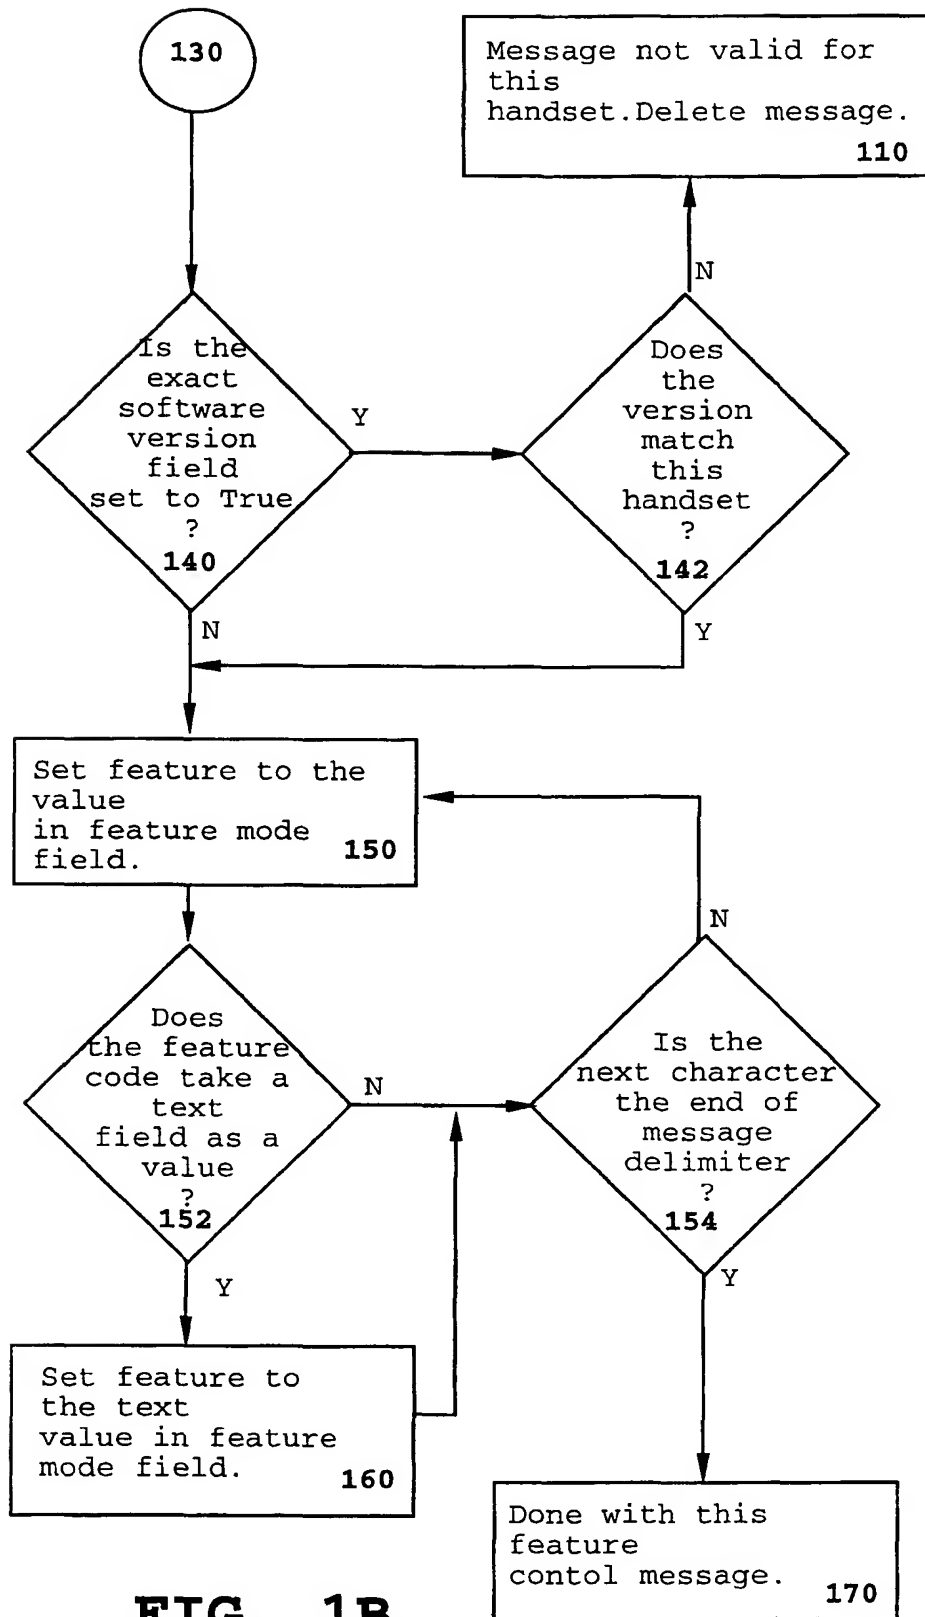 130
Message not valid for
this
handset.Delete message.
110
N
Is the
exact
software
version
field
set to True
?
140
Y
Does
the
version
match
this
handset
?
142
N
Y
Set feature to the
value
in feature mode
field.
150
N
Does
the feature
code take a
text
field as a
value
?
152
N
Is the
next character
the end of
message
delimiter
?
154
Y
Y
Set feature to
the text
value in feature
mode field.
160
Done with this
feature
contol message.
170
FIG. 1B